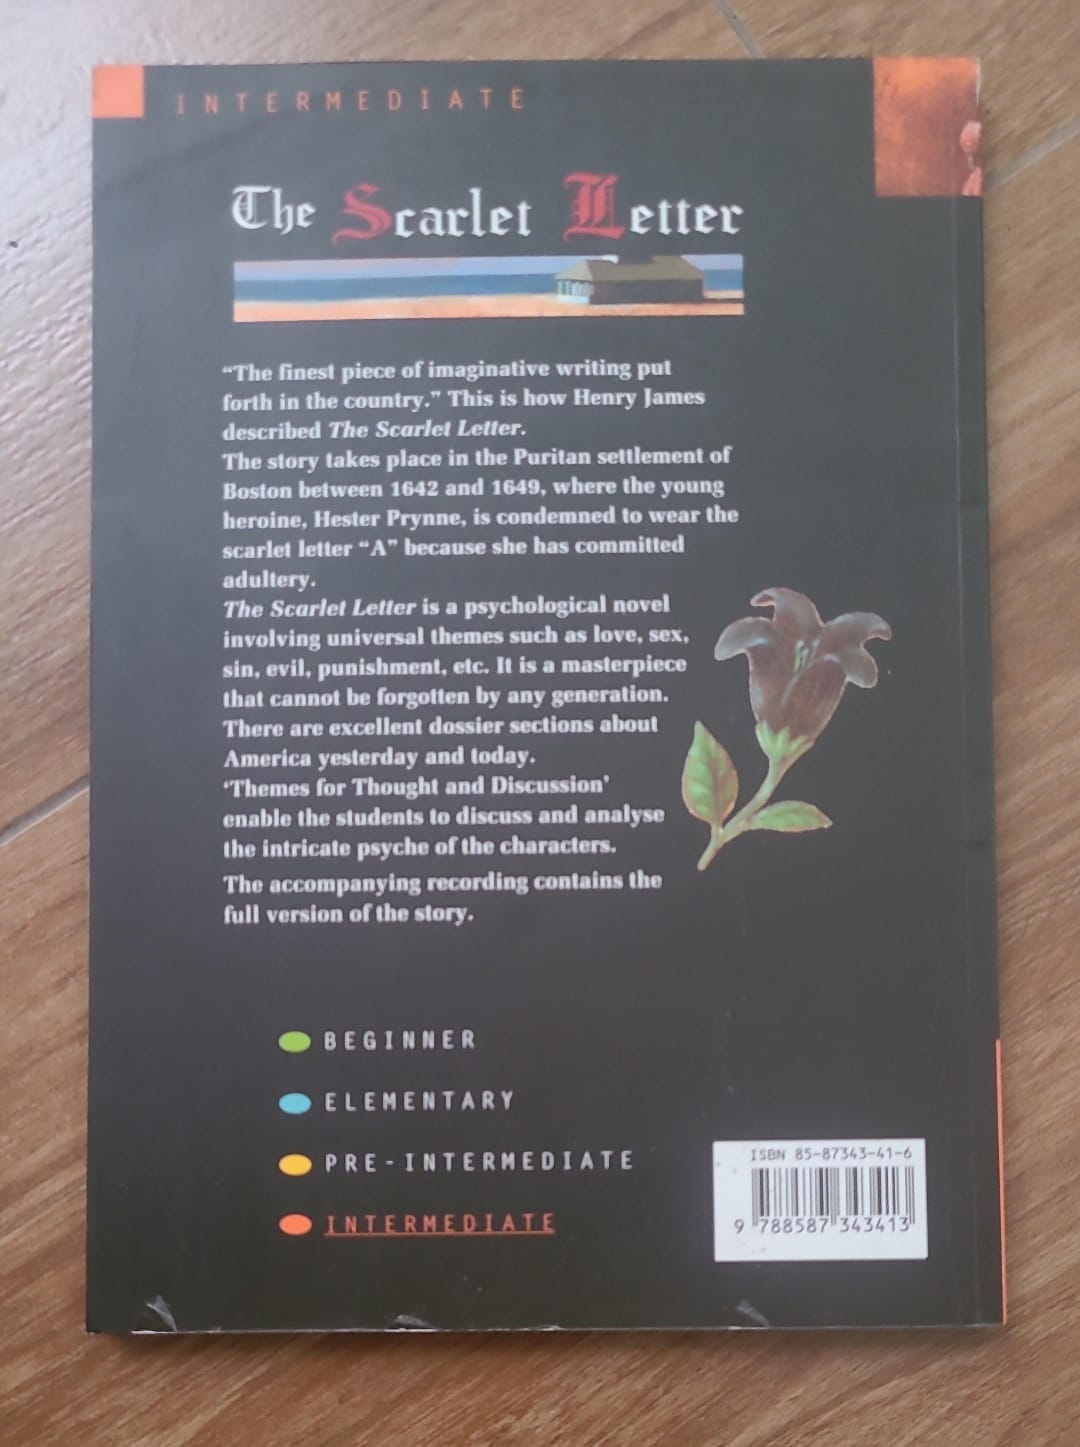 INTERMEDIATE
The Scarlet Letter
“The finest piece of imaginative writing put
forth in the country.” This is how Henry James
described The Scarlet Letter.
The story takes place in the Puritan settlement of
Boston between 1642 and 1649, where the young
heroine, Hester Prynne, is condemned to wear the
scarlet letter “A” because she has committed
adultery.
The Scarlet Letter is a psychological novel
involving universal themes such as love, sex,
sin, evil, punishment, etc. It is a masterpiece
that cannot be forgotten by any generation.
There are excellent dossier sections about
America yesterday and today.
‘Themes for Thought and Discussion’
enable the students to discuss and analyse
the intricate psyche of the characters.
The accompanying recording contains the
full version of the story.
BEGINNER
ELEMENTARY
PRE-INTERMEDIATE
INTERMEDIATE
ISBN 85-87343-41-6
9 788587 343413